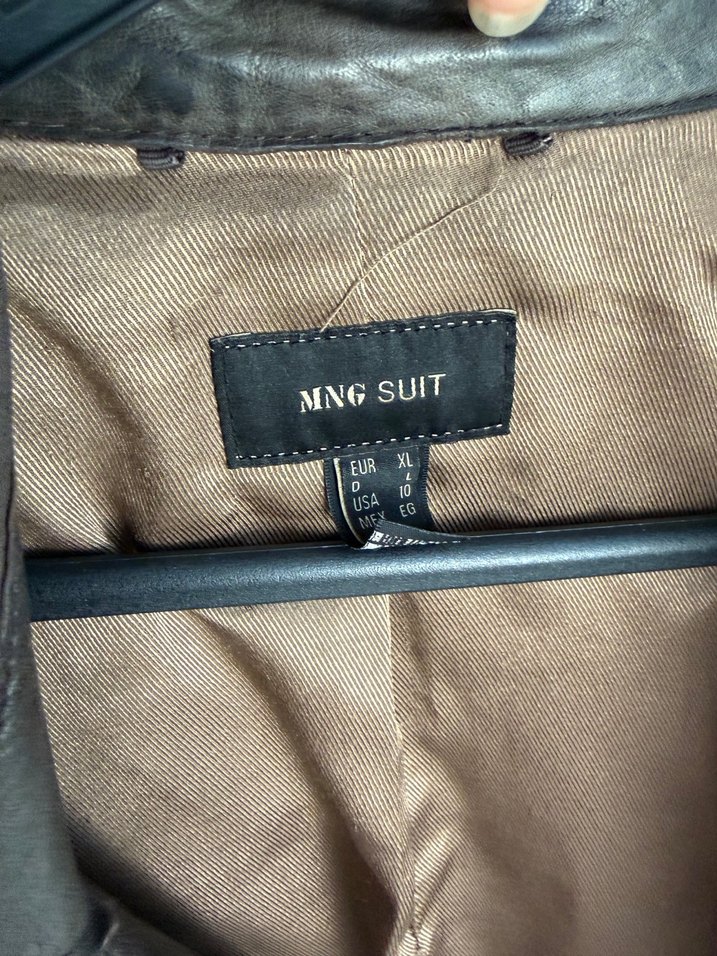 MNG SUIT
EUR XL
D L
USA 10
MEX EG